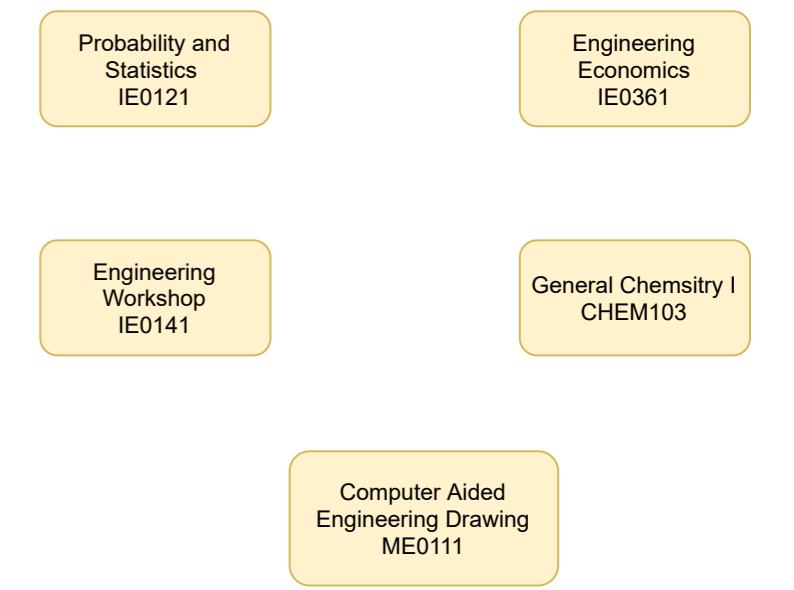 Probability and
Statistics
IE0121
Engineering
Economics
IE0361
Engineering
Workshop
IE0141
General Chemsitry I
CHEM103
Computer Aided
Engineering Drawing
ME0111